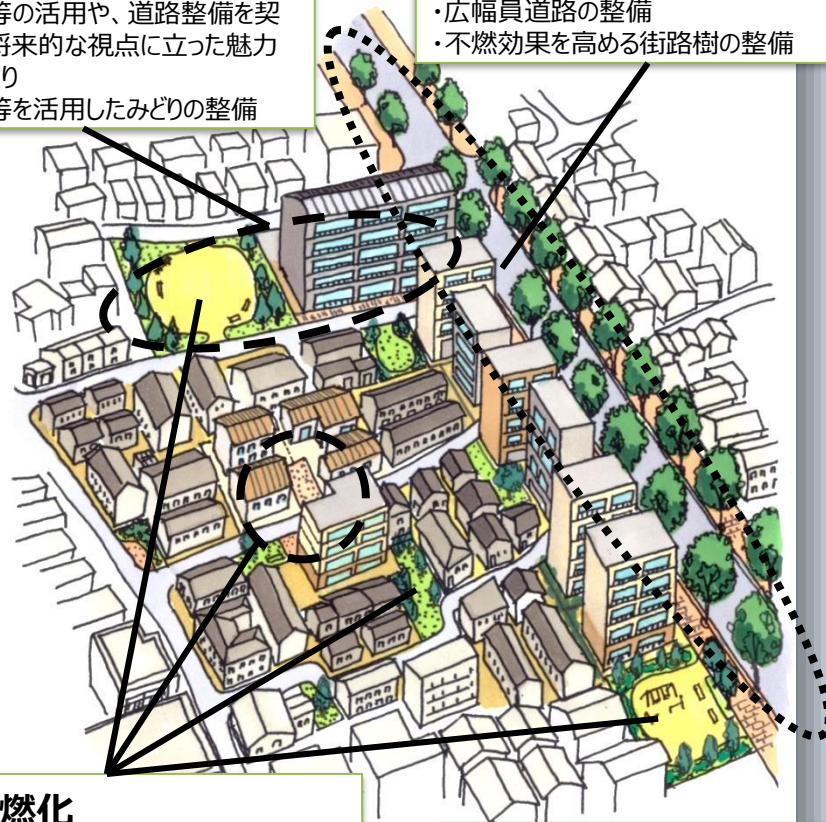 等の活用や、道路整備を契
将来的な視点に立った魅力
り
等を活用したみどりの整備
・広幅員道路の整備
・不燃効果を高める街路樹の整備
燃化